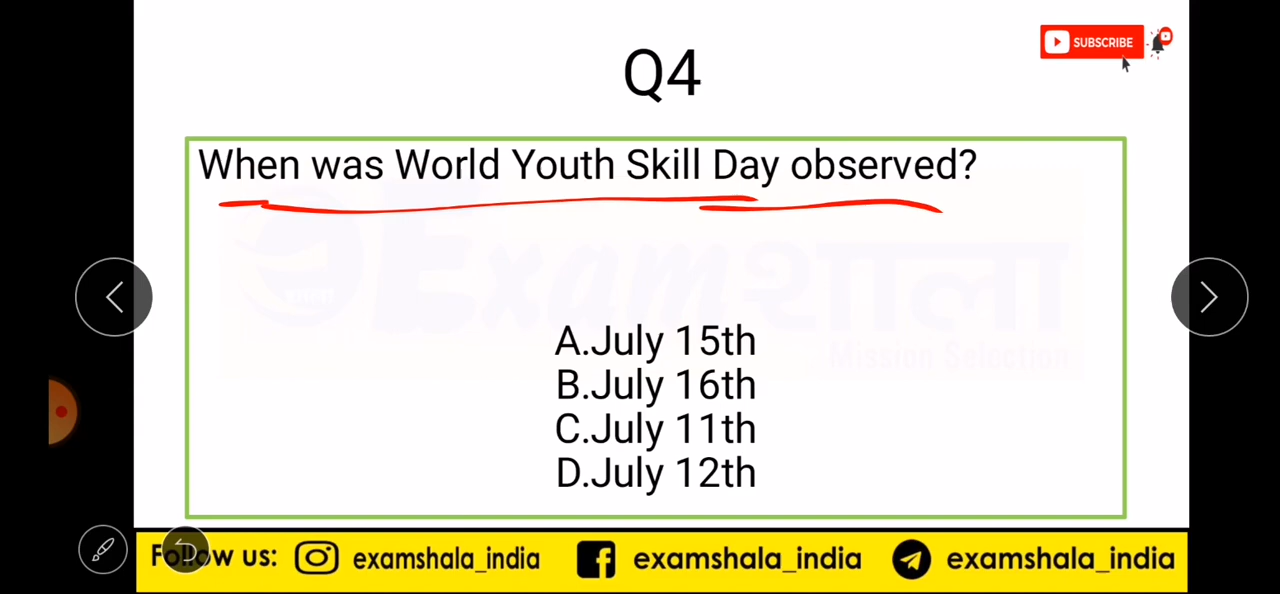 SUBSCRIBE
Q4
When was World Youth Skill Day observed?
Examशाला
शाला
Mission Selection
A.July 15th
B.July 16th
C.July 11th
D.July 12th
Follow us: examshala_india examshala_india examshala_india